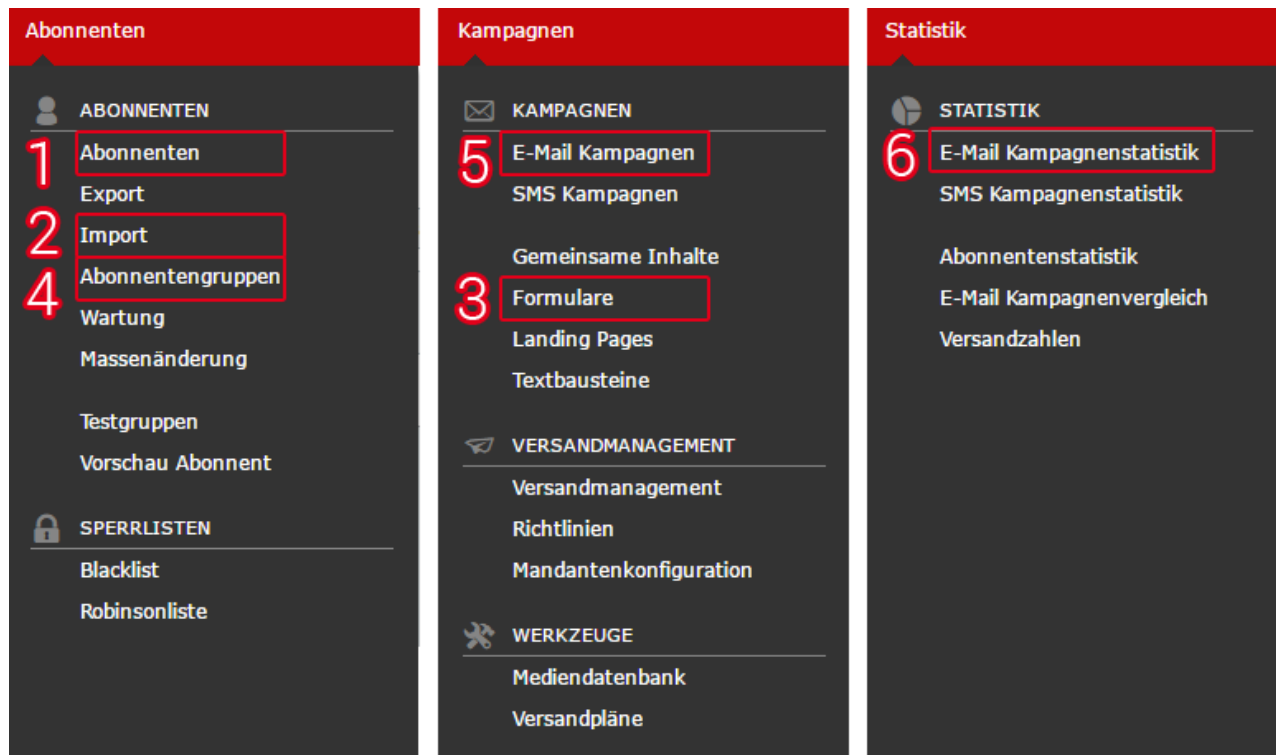 Abonnenten
ABONNENTEN
1 Abonnenten
Export
2 Import
4 Abonnentengruppen
Wartung
Massenänderung
Testgruppen
Vorschau Abonnent
SPERRLISTEN
Blacklist
Robinsonliste
Kampagnen
KAMPAGNEN
5 E-Mail Kampagnen
SMS Kampagnen
Gemeinsame Inhalte
3 Formulare
Landing Pages
Textbausteine
VERSANDMANAGEMENT
Versandmanagement
Richtlinien
Mandantenkonfiguration
WERKZEUGE
Mediendatenbank
Versandpläne
Statistik
STATISTIK
6 E-Mail Kampagnenstatistik
SMS Kampagnenstatistik
Abonnentenstatistik
E-Mail Kampagnenvergleich
Versandzahlen